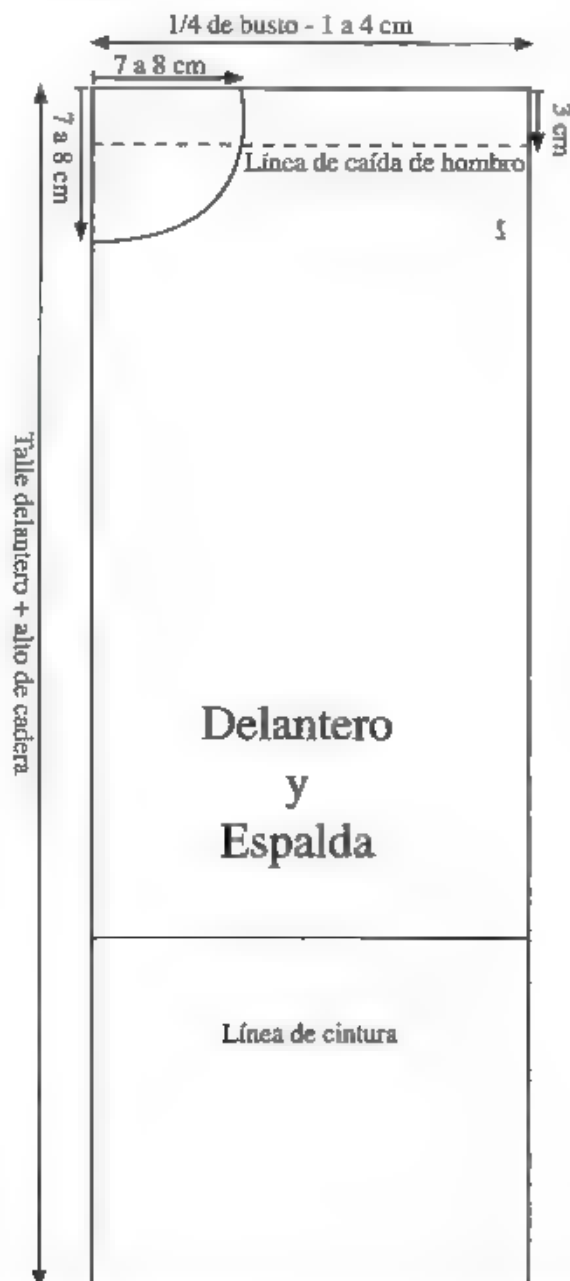 1/4 de busto - 1 a 4 cm
7 a 8 cm
7 a 8 cm
3 cm
Línea de caída de hombro
Talle delantero + alto de cadera
Delantero
y
Espalda
Línea de cintura